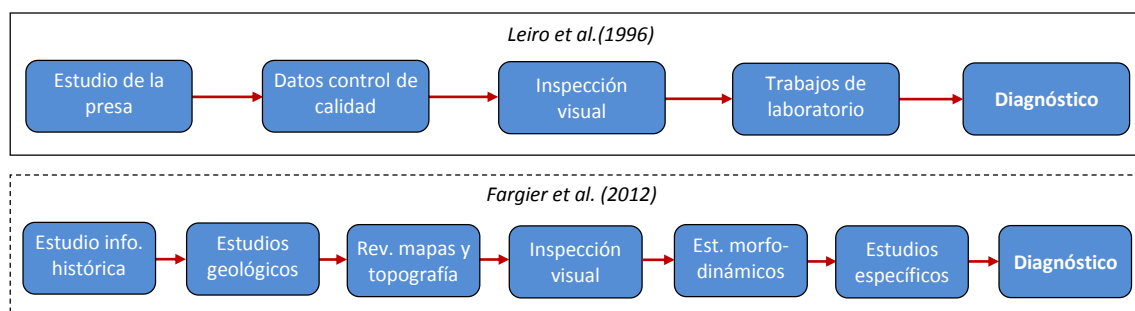 Leiro et al.(1996)
Estudio de la
presa
Datos control de
calidad
Inspección
visual
Trabajos de
laboratorio
Diagnóstico
Fargier et al. (2012)
Estudio info.
histórica
Estudios
geológicos
Rev. mapas y
topografía
Inspección
visual
Est. morfo-
dinámicos
Estudios
específicos
Diagnóstico